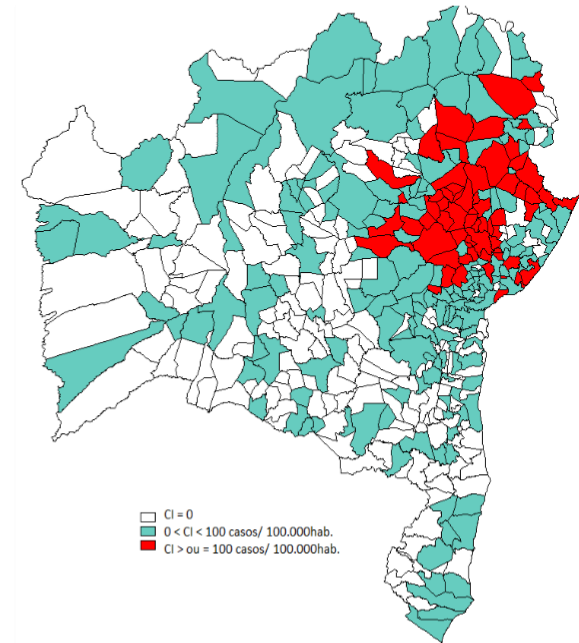 CI = 0
0 < CI < 100 casos/ 100.000hab.
CI > ou = 100 casos/ 100.000hab.